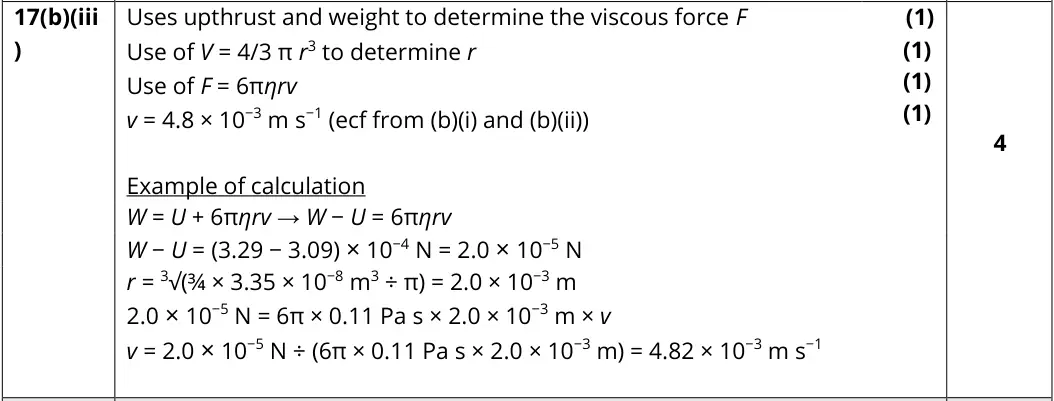 17(b)(iii
)
Uses upthrust and weight to determine the viscous force F (1)
Use of V = 4/3 π r³ to determine r (1)
Use of F = 6πηrv (1)
v = 4.8 × 10⁻³ m s⁻¹ (ecf from (b)(i) and (b)(ii)) (1)
4
Example of calculation
W = U + 6πηrv → W − U = 6πηrv
W − U = (3.29 − 3.09) × 10⁻⁴ N = 2.0 × 10⁻⁵ N
r = ³√(¾ × 3.35 × 10⁻⁸ m³ ÷ π) = 2.0 × 10⁻³ m
2.0 × 10⁻⁵ N = 6π × 0.11 Pa s × 2.0 × 10⁻³ m × v
v = 2.0 × 10⁻⁵ N ÷ (6π × 0.11 Pa s × 2.0 × 10⁻³ m) = 4.82 × 10⁻³ m s⁻¹